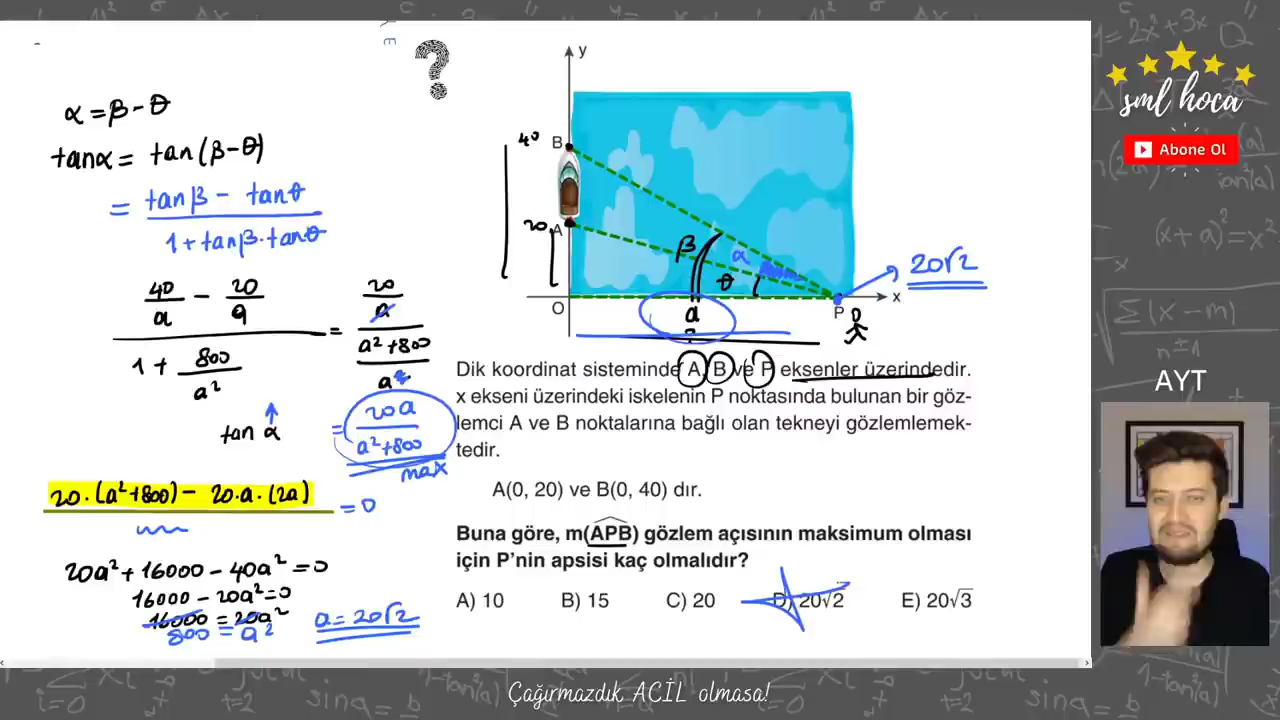 α = β - θ
tanα = tan(β-θ)
= tanβ - tanθ
1 + tanβ.tanθ
40/a - 20/a
1 + 800/a²
= 20/a
a²+800
a²
tan α
= 20a
a²+800
max
20.(a²+800) - 20.a.(2a)
= 0
20a² + 16000 - 40a² = 0
16000 - 20a² = 0
16000 = 20a²
800 = a²
a = 20√2
?
y
40
B
20
A
β
α
θ
20√2
O
a
P
x
Dik koordinat sisteminde A, B ve P eksenler üzerindedir.
x ekseni üzerindeki iskelenin P noktasında bulunan bir göz-
lemci A ve B noktalarına bağlı olan tekneyi gözlemlemek-
tedir.
A(0, 20) ve B(0, 40) dır.
Buna göre, m(APB) gözlem açısının maksimum olması
için P'nin apsisi kaç olmalıdır?
A) 10 B) 15 C) 20 D) 20√2 E) 20√3
sml hoca
Abone Ol
AYT
Çağırmazdık ACİL olmasa!